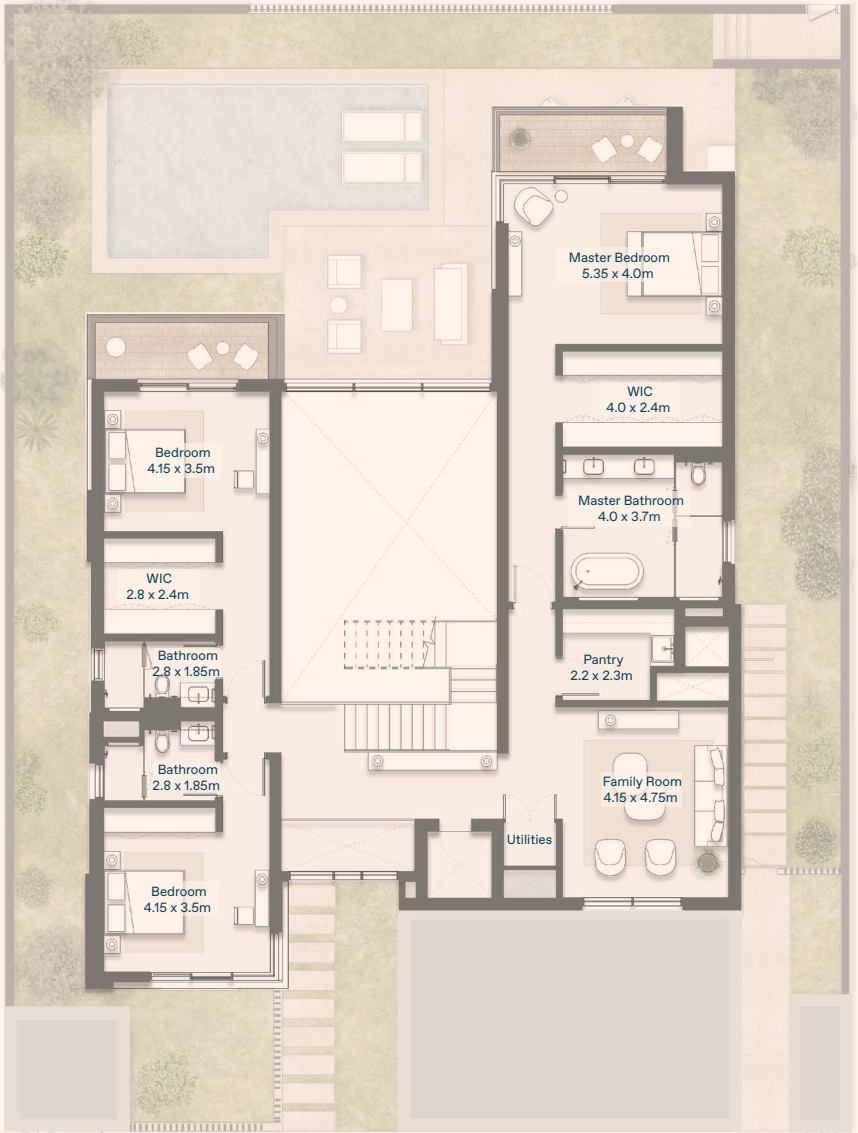 Master Bedroom
5.35 x 4.0m
WIC
4.0 x 2.4m
Bedroom
4.15 x 3.5m
Master Bathroom
4.0 x 3.7m
WIC
2.8 x 2.4m
Bathroom
2.8 x 1.85m
Pantry
2.2 x 2.3m
Bathroom
2.8 x 1.85m
Family Room
4.15 x 4.75m
Utilities
Bedroom
4.15 x 3.5m